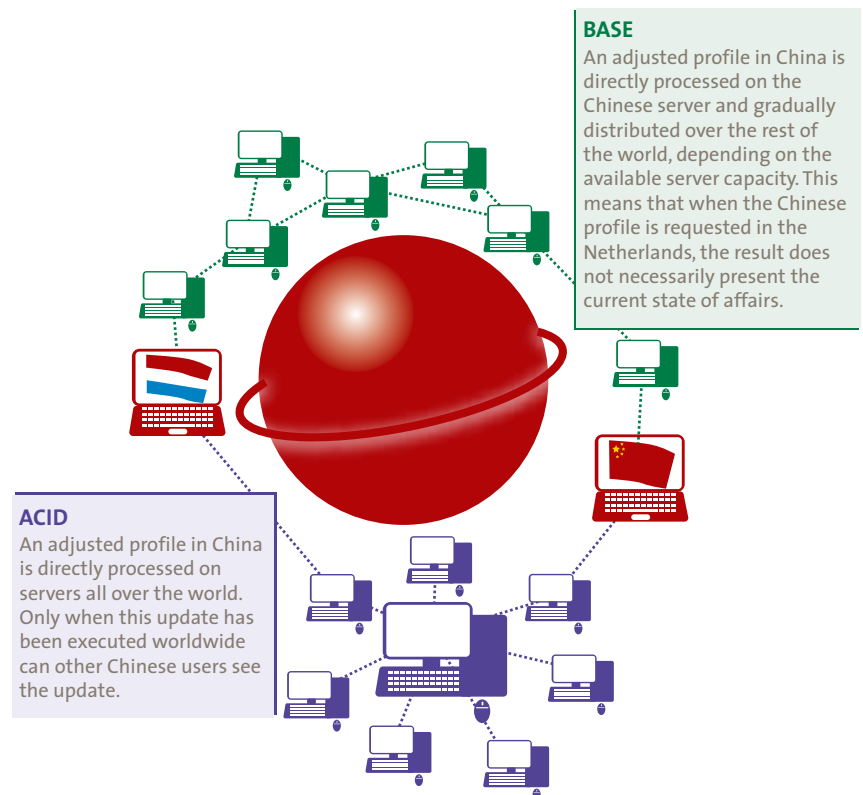 BASE
An adjusted profile in China is
directly processed on the
Chinese server and gradually
distributed over the rest of
the world, depending on the
available server capacity. This
means that when the Chinese
profile is requested in the
Netherlands, the result does
not necessarily present the
current state of affairs.
ACID
An adjusted profile in China
is directly processed on
servers all over the world.
Only when this update has
been executed worldwide
can other Chinese users see
the update.